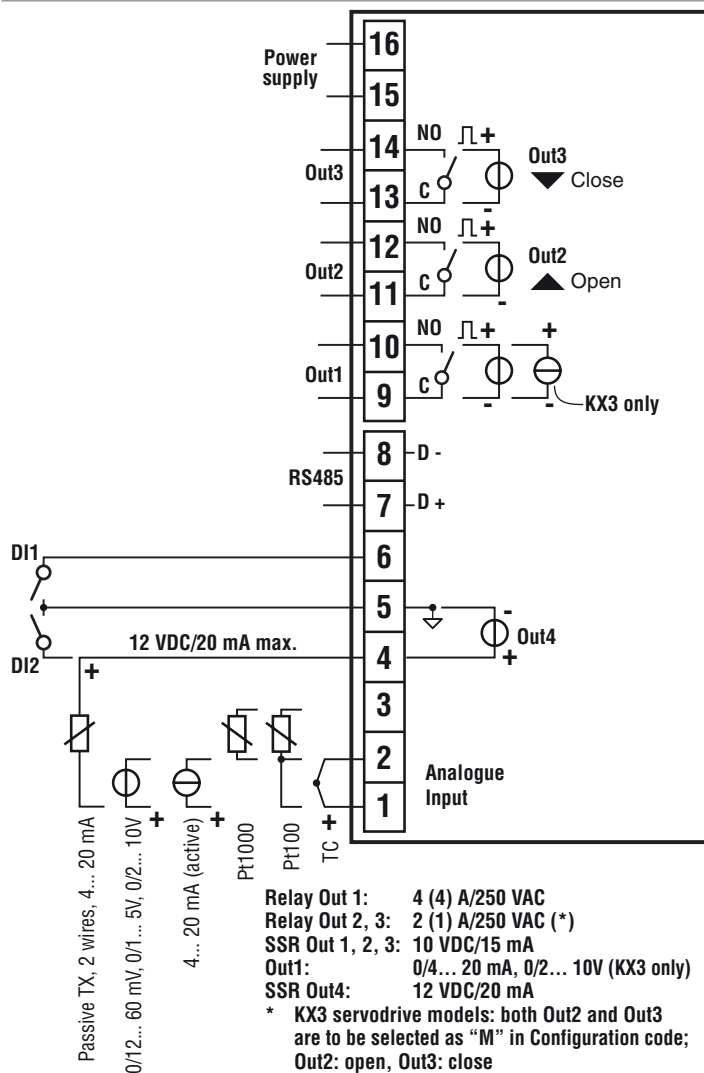 16
Power
supply
15
14
NO
+
Out3
Out3
Close
13
C
-
12
NO
+
Out2
Out2
Open
11
C
-
10
NO
+
+
Out1
9
C
-
-
KX3 only
8
D -
RS485
7
D +
DI1
6
5
-
Out4
12 VDC/20 mA max.
4
+
DI2
+
3
2
Analogue
Input
1
+
+
+
Passive TX, 2 wires, 4... 20 mA
0/12... 60 mV, 0/1... 5V, 0/2... 10V
4... 20 mA (active)
Pt1000
Pt100
TC
Relay Out 1: 4 (4) A/250 VAC
Relay Out 2, 3: 2 (1) A/250 VAC (*)
SSR Out 1, 2, 3: 10 VDC/15 mA
Out1: 0/4... 20 mA, 0/2... 10V (KX3 only)
SSR Out4: 12 VDC/20 mA
* KX3 servodrive models: both Out2 and Out3
are to be selected as “M” in Configuration code;
Out2: open, Out3: close